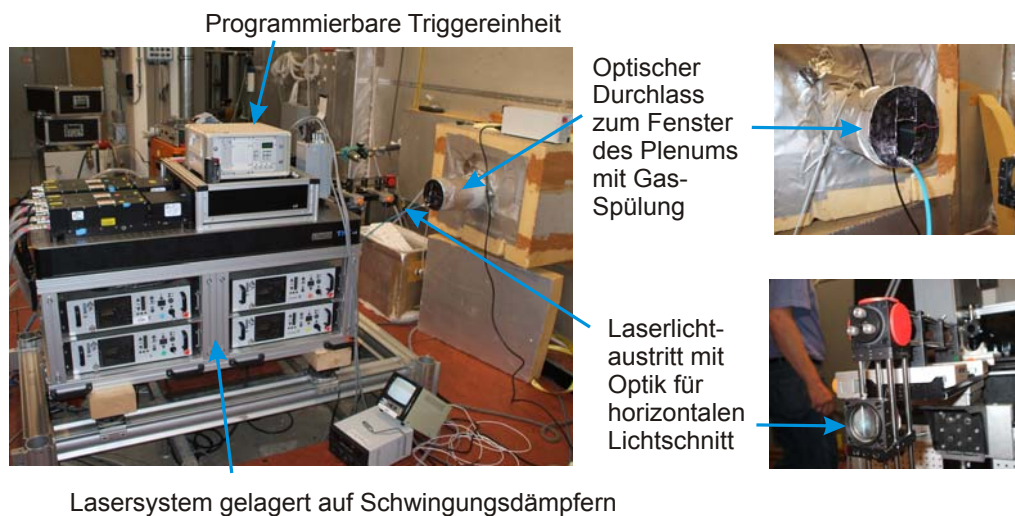 Programmierbare Triggereinheit
Optischer
Durchlass
zum Fenster
des Plenums
mit Gas-
Spülung
Laserlicht-
austritt mit
Optik für
horizontalen
Lichtschnitt
Lasersystem gelagert auf Schwingungsdämpfern